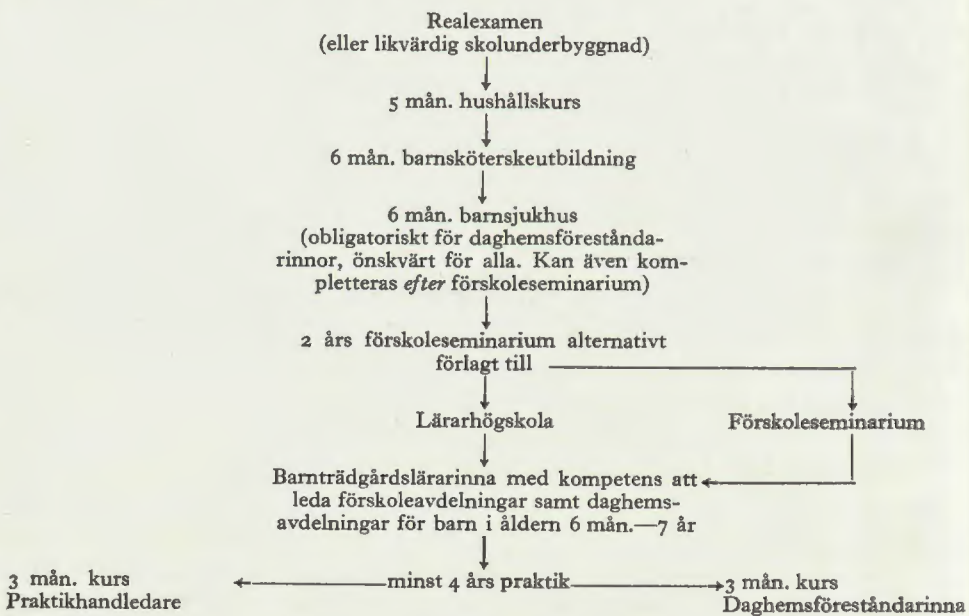 Realexamen
(eller likvärdig skolunderbyggnad)
5 mån. hushållskurs
6 mån. barnsköterskeutbildning
6 mån. barnsjukhus
(obligatoriskt för daghemsförestånda-
rinnor, önskvärt för alla. Kan även kom-
pletteras efter förskoleseminarium)
2 års förskoleseminarium alternativt
förlagt till
Lärarhögskola
Förskoleseminarium
Barnträdgårdslärarinna med kompetens att
leda förskoleavdelningar samt daghems-
avdelningar för barn i åldern 6 mån.—7 år
3 mån. kurs
Praktikhandledare
minst 4 års praktik
3 mån. kurs
Daghemsföreståndarinna